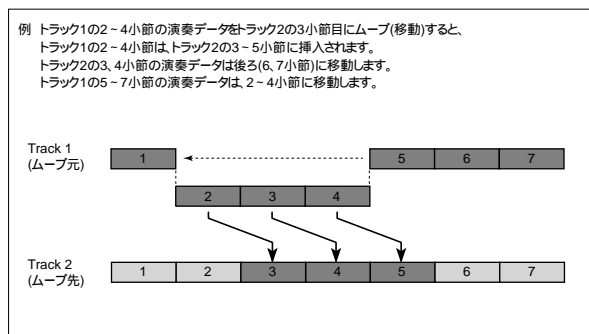 例 トラック1の2~4小節の演奏データをトラック2の3小節目にムーブ(移動)すると、
トラック1の2~4小節は、トラック2の3~5小節に挿入されます。
トラック2の3、4小節の演奏データは後ろ(6、7小節)に移動します。
トラック1の5~7小節の演奏データは、2~4小節に移動します。
Track 1
(ムーブ元)
1 5 6 7
2 3 4
Track 2
(ムーブ先)
1 2 3 4 5 6 7